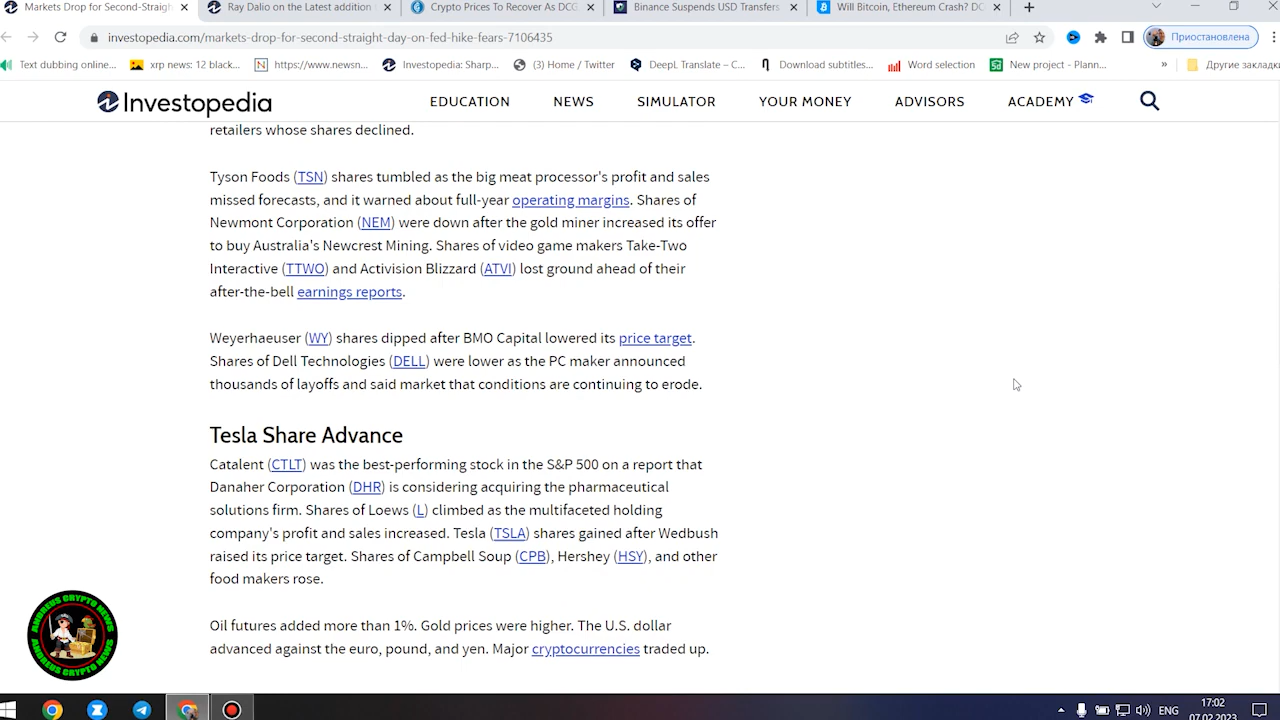 Markets Drop for Second-Straigh
Ray Dalio on the Latest addition
Crypto Prices To Recover As DCG
Binance Suspends USD Transfers
Will Bitcoin, Ethereum Crash? DC
investopedia.com/markets-drop-for-second-straight-day-on-fed-hike-fears-7106435
Приостановлена
Text dubbing online...
xrp news: 12 black...
https://www.newsn...
Investopedia: Sharp...
(3) Home / Twitter
DeepL Translate – C...
Download subtitles...
Word selection
New project - Plann...
»
Другие закладки
Investopedia
EDUCATION
NEWS
SIMULATOR
YOUR MONEY
ADVISORS
ACADEMY
retailers whose shares declined.
Tyson Foods (TSN) shares tumbled as the big meat processor's profit and sales
missed forecasts, and it warned about full-year operating margins. Shares of
Newmont Corporation (NEM) were down after the gold miner increased its offer
to buy Australia's Newcrest Mining. Shares of video game makers Take-Two
Interactive (TTWO) and Activision Blizzard (ATVI) lost ground ahead of their
after-the-bell earnings reports.
Weyerhaeuser (WY) shares dipped after BMO Capital lowered its price target.
Shares of Dell Technologies (DELL) were lower as the PC maker announced
thousands of layoffs and said market that conditions are continuing to erode.
Tesla Share Advance
Catalent (CTLT) was the best-performing stock in the S&P 500 on a report that
Danaher Corporation (DHR) is considering acquiring the pharmaceutical
solutions firm. Shares of Loews (L) climbed as the multifaceted holding
company's profit and sales increased. Tesla (TSLA) shares gained after Wedbush
raised its price target. Shares of Campbell Soup (CPB), Hershey (HSY), and other
food makers rose.
Oil futures added more than 1%. Gold prices were higher. The U.S. dollar
advanced against the euro, pound, and yen. Major cryptocurrencies traded up.
ANDREUS CRYPTO NEWS
ANDREUS CRYPTO NEWS
ENG
17:02
07.02.2023